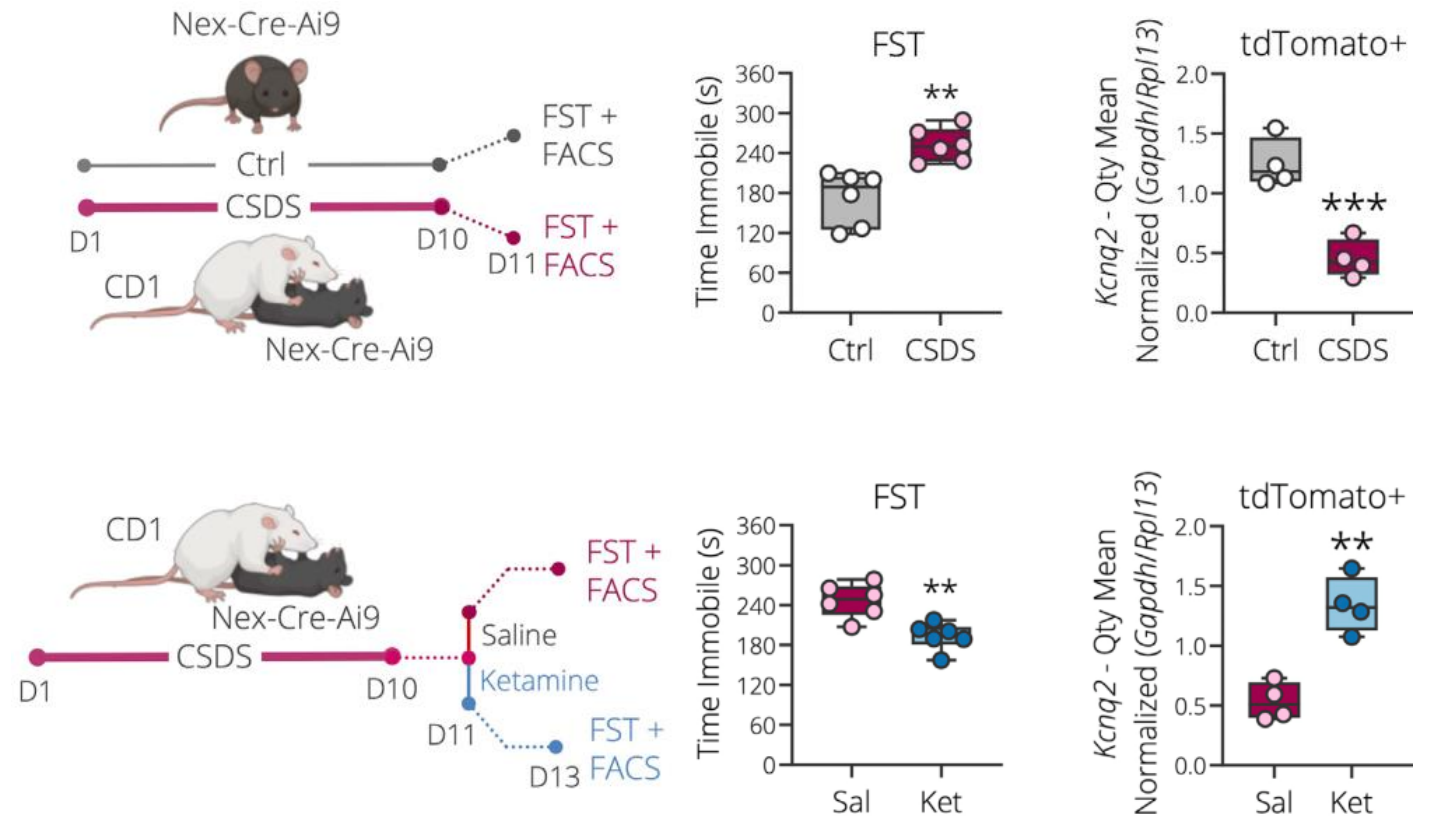 Nex-Cre-Ai9
Ctrl
FST +
FACS
CSDS
D1
D10
D11
FST +
FACS
CD1
Nex-Cre-Ai9
FST
Time Immobile (s)
360
300
240
180
120
60
0
**
Ctrl
CSDS
tdTomato+
Kcnq2 - Qty Mean
Normalized (Gapdh/Rpl13)
2.0
1.5
1.0
0.5
0.0
***
Ctrl
CSDS
CD1
Nex-Cre-Ai9
CSDS
D1
D10
FST +
FACS
Saline
Ketamine
D11
FST +
FACS
D13
FST
Time Immobile (s)
360
300
240
180
120
60
0
**
Sal
Ket
tdTomato+
Kcnq2 - Qty Mean
Normalized (Gapdh/Rpl13)
2.0
1.5
1.0
0.5
0.0
**
Sal
Ket